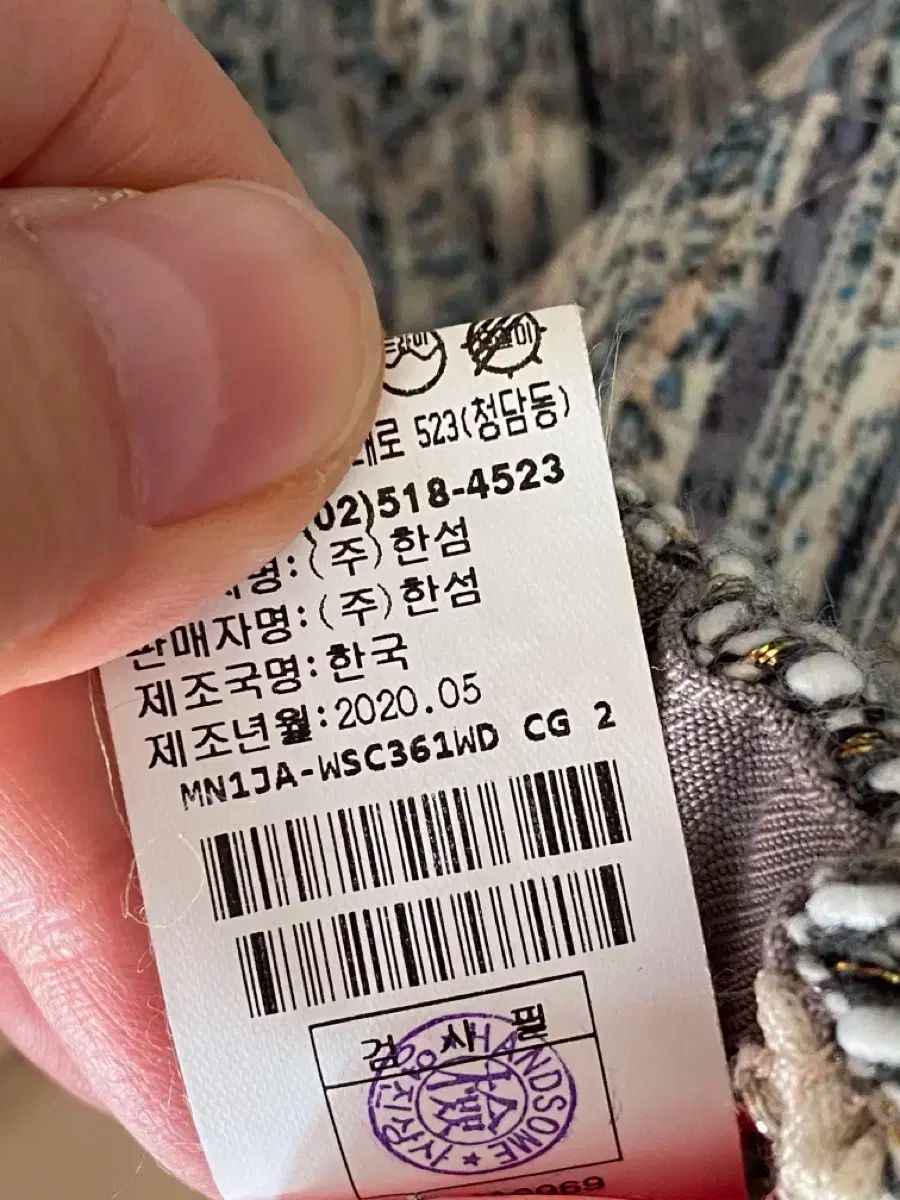 523(청담동)
(02)518-4523
(주)한섬
판매자명:(주)한섬
제조국명:한국
제조년월:2020.05
MN1JA-WSC361WD CG 2
검 사 필
HANDSOME